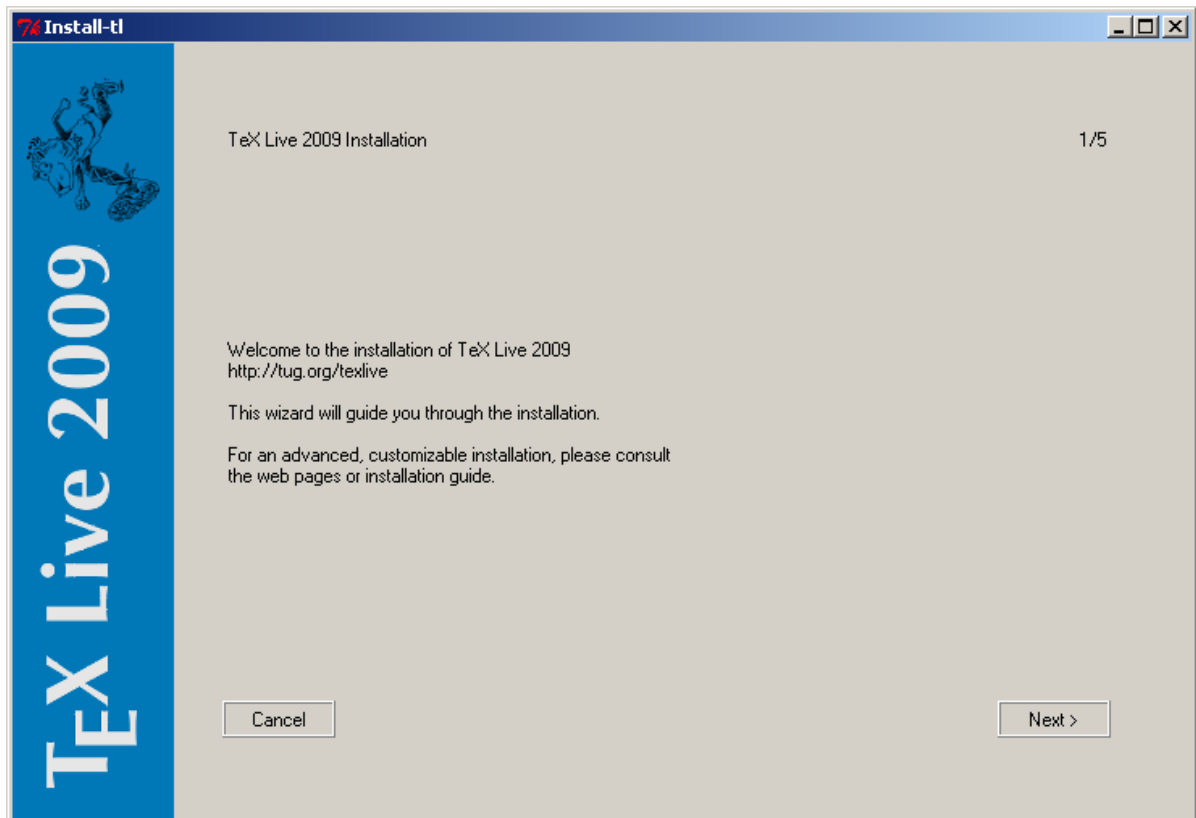 Install-tl
TeX Live 2009
TeX Live 2009 Installation
1/5
Welcome to the installation of TeX Live 2009
http://tug.org/texlive
This wizard will guide you through the installation.
For an advanced, customizable installation, please consult
the web pages or installation guide.
Cancel
Next >